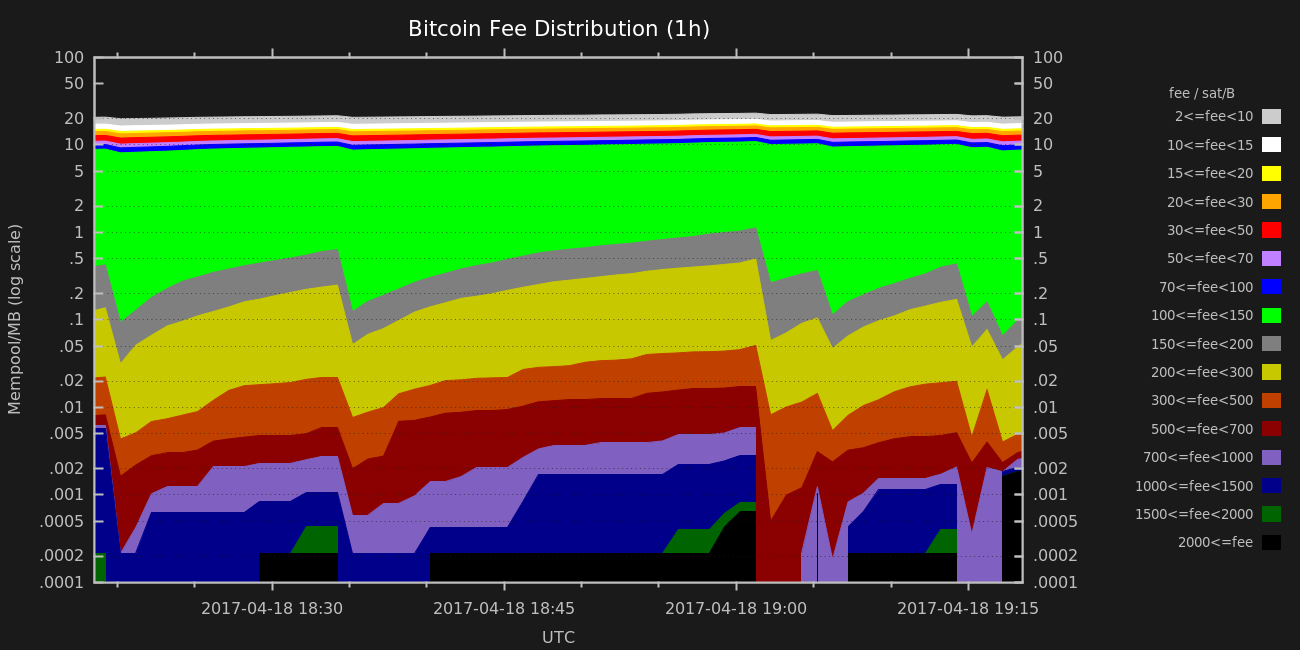 Bitcoin Fee Distribution (1h)
100
50
20
10
5
2
1
.5
.2
.1
.05
.02
.01
.005
.002
.001
.0005
.0002
.0001
Mempool/MB (log scale)
100
50
20
10
5
2
1
.5
.2
.1
.05
.02
.01
.005
.002
.001
.0005
.0002
.0001
2017-04-18 18:30
2017-04-18 18:45
2017-04-18 19:00
2017-04-18 19:15
UTC
fee / sat/B
2<=fee<10
10<=fee<15
15<=fee<20
20<=fee<30
30<=fee<50
50<=fee<70
70<=fee<100
100<=fee<150
150<=fee<200
200<=fee<300
300<=fee<500
500<=fee<700
700<=fee<1000
1000<=fee<1500
1500<=fee<2000
2000<=fee